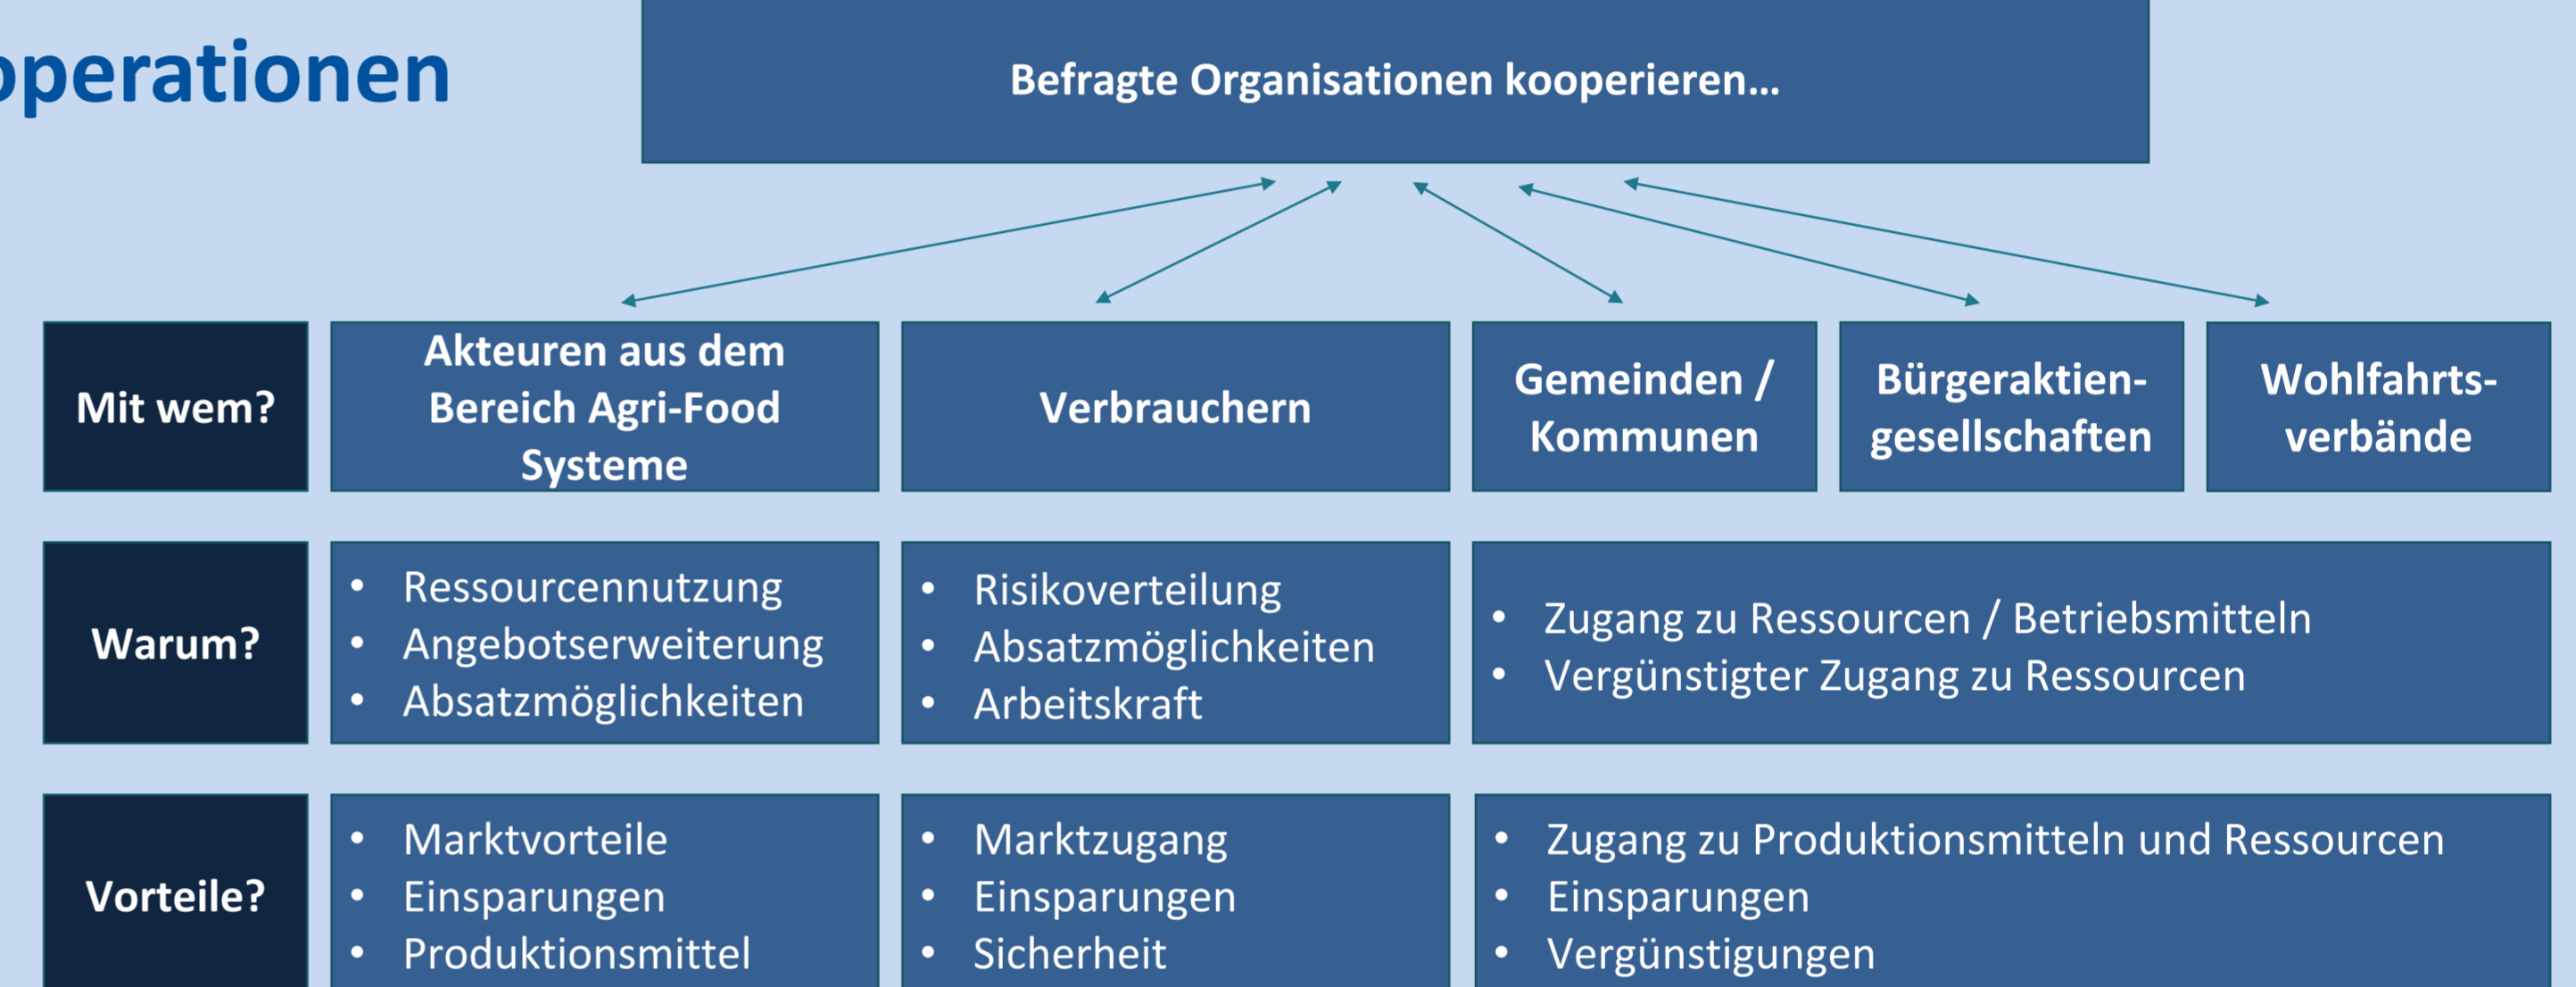 operationen
Befragte Organisationen kooperieren…
Mit wem?
Akteuren aus dem
Bereich Agri-Food
Systeme
Verbrauchern
Gemeinden /
Kommunen
Bürgeraktien-
gesellschaften
Wohlfahrts-
verbände
Warum?
• Ressourcennutzung
• Angebotserweiterung
• Absatzmöglichkeiten
• Risikoverteilung
• Absatzmöglichkeiten
• Arbeitskraft
• Zugang zu Ressourcen / Betriebsmitteln
• Vergünstigter Zugang zu Ressourcen
Vorteile?
• Marktvorteile
• Einsparungen
• Produktionsmittel
• Marktzugang
• Einsparungen
• Sicherheit
• Zugang zu Produktionsmitteln und Ressourcen
• Einsparungen
• Vergünstigungen